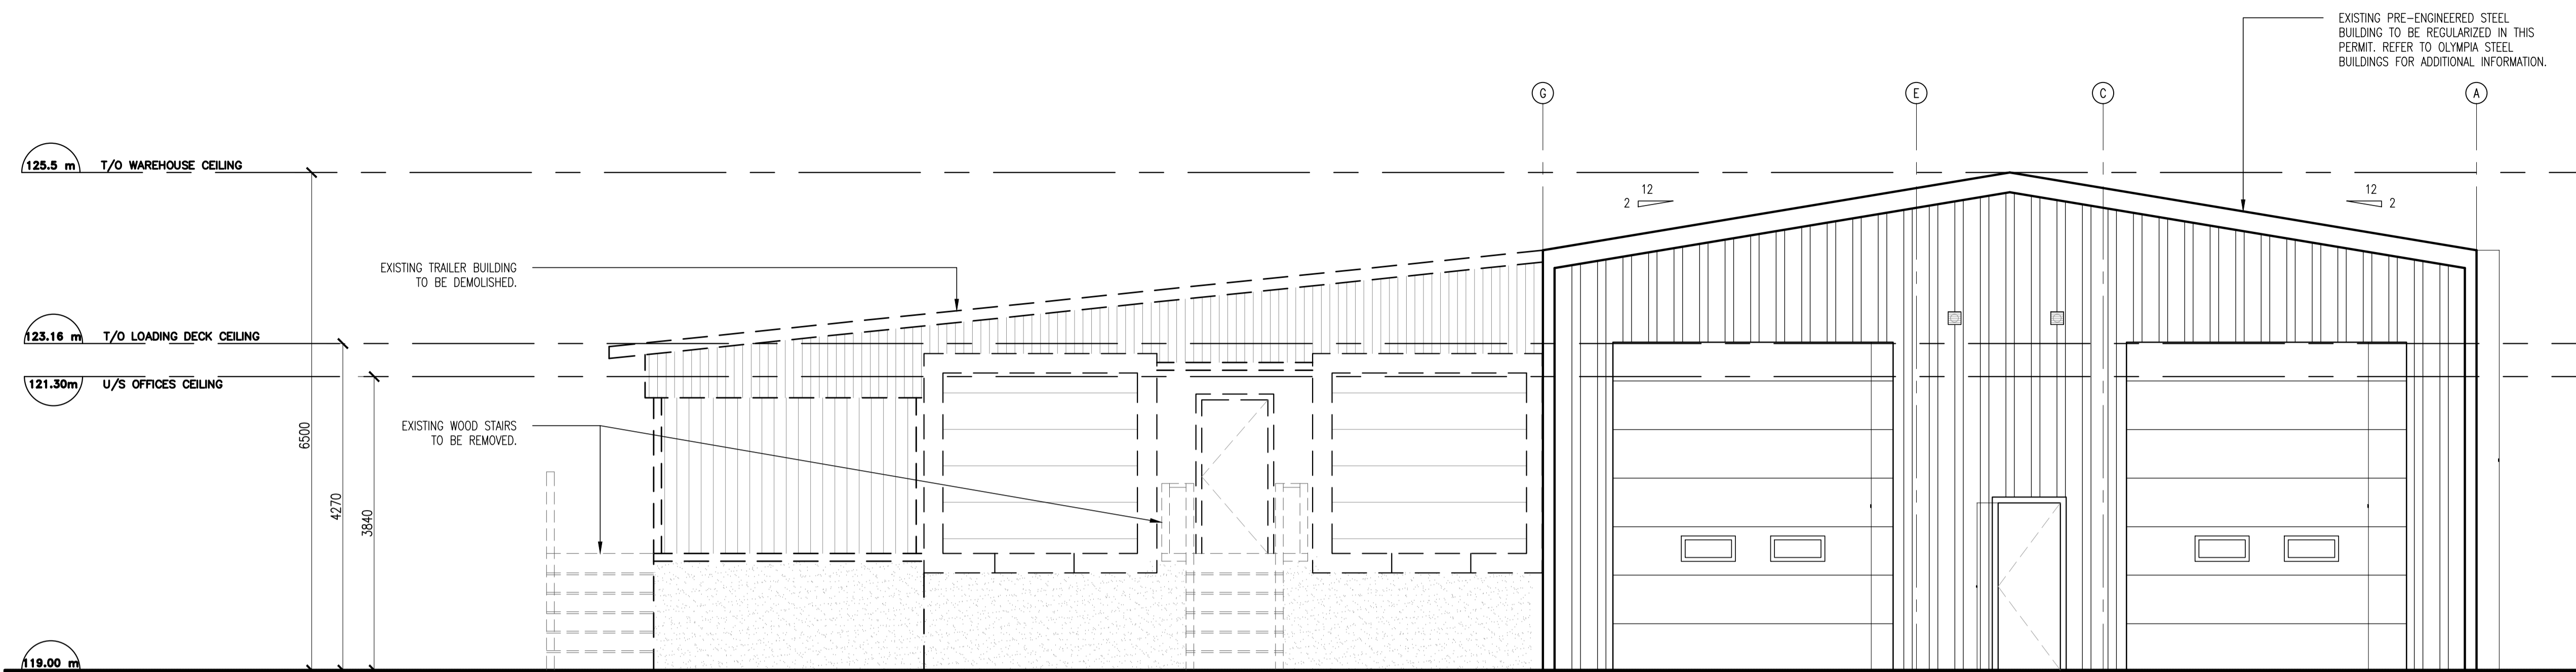 EXISTING PRE-ENGINEERED STEEL
BUILDING TO BE REGULARIZED IN THIS
PERMIT. REFER TO OLYMPIA STEEL
BUILDINGS FOR ADDITIONAL INFORMATION.
G
E
C
A
125.5 m T/O WAREHOUSE CEILING
12
2
12
2
EXISTING TRAILER BUILDING
TO BE DEMOLISHED.
123.16 m T/O LOADING DECK CEILING
121.30m U/S OFFICES CEILING
EXISTING WOOD STAIRS
TO BE REMOVED.
6500
4270
3840
119.00 m